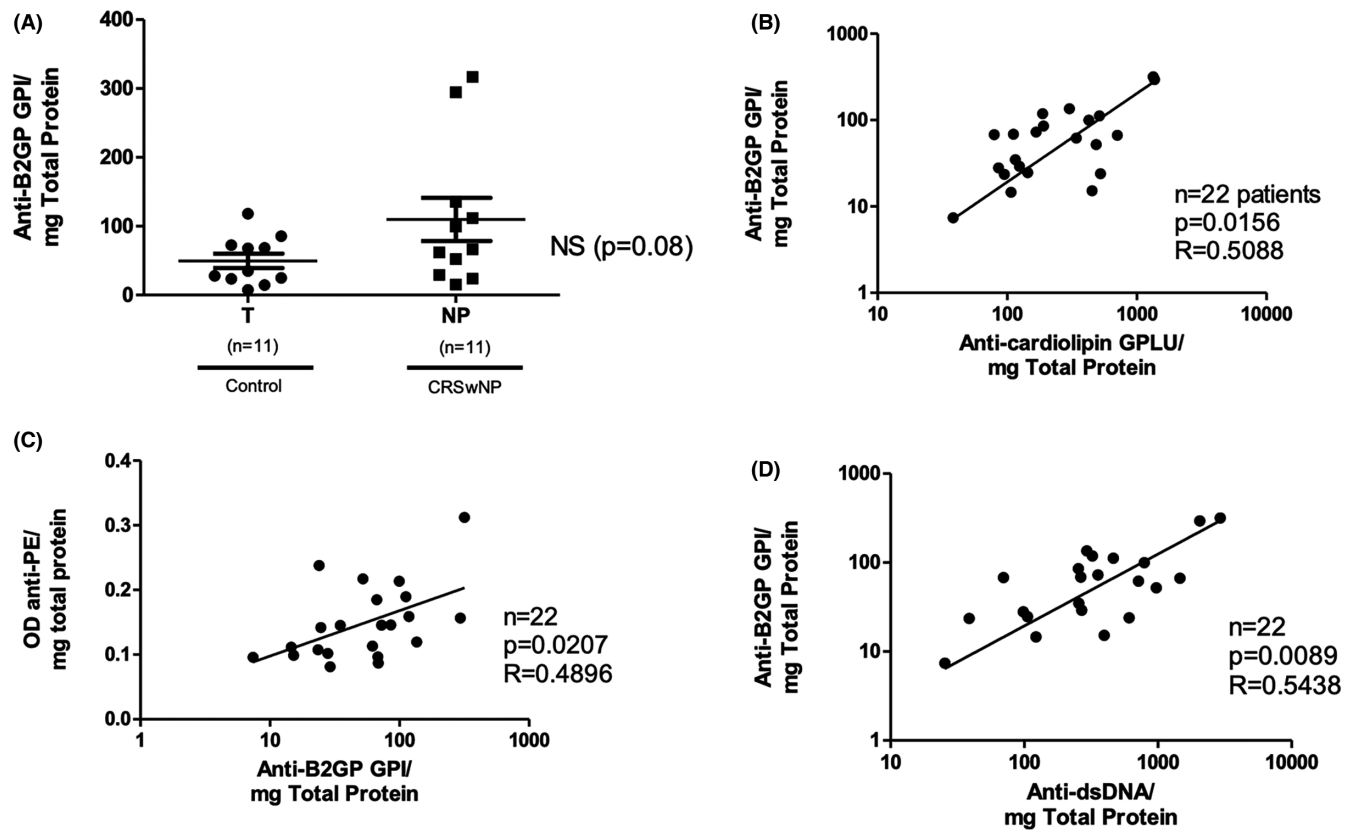 (A)
Anti-B2GP GPI/
mg Total Protein
400
300
200
100
0
T
NP
(n=11)
(n=11)
Control
CRSwNP
NS (p=0.08)
(B)
Anti-B2GP GPI/
mg Total Protein
1000
100
10
1
10
100
1000
10000
Anti-cardiolipin GPLU/
mg Total Protein
n=22 patients
p=0.0156
R=0.5088
(C)
OD anti-PE/
mg total protein
0.4
0.3
0.2
0.1
0.0
1
10
100
1000
Anti-B2GP GPI/
mg Total Protein
n=22
p=0.0207
R=0.4896
(D)
Anti-B2GP GPI/
mg Total Protein
1000
100
10
1
10
100
1000
10000
Anti-dsDNA/
mg Total Protein
n=22
p=0.0089
R=0.5438